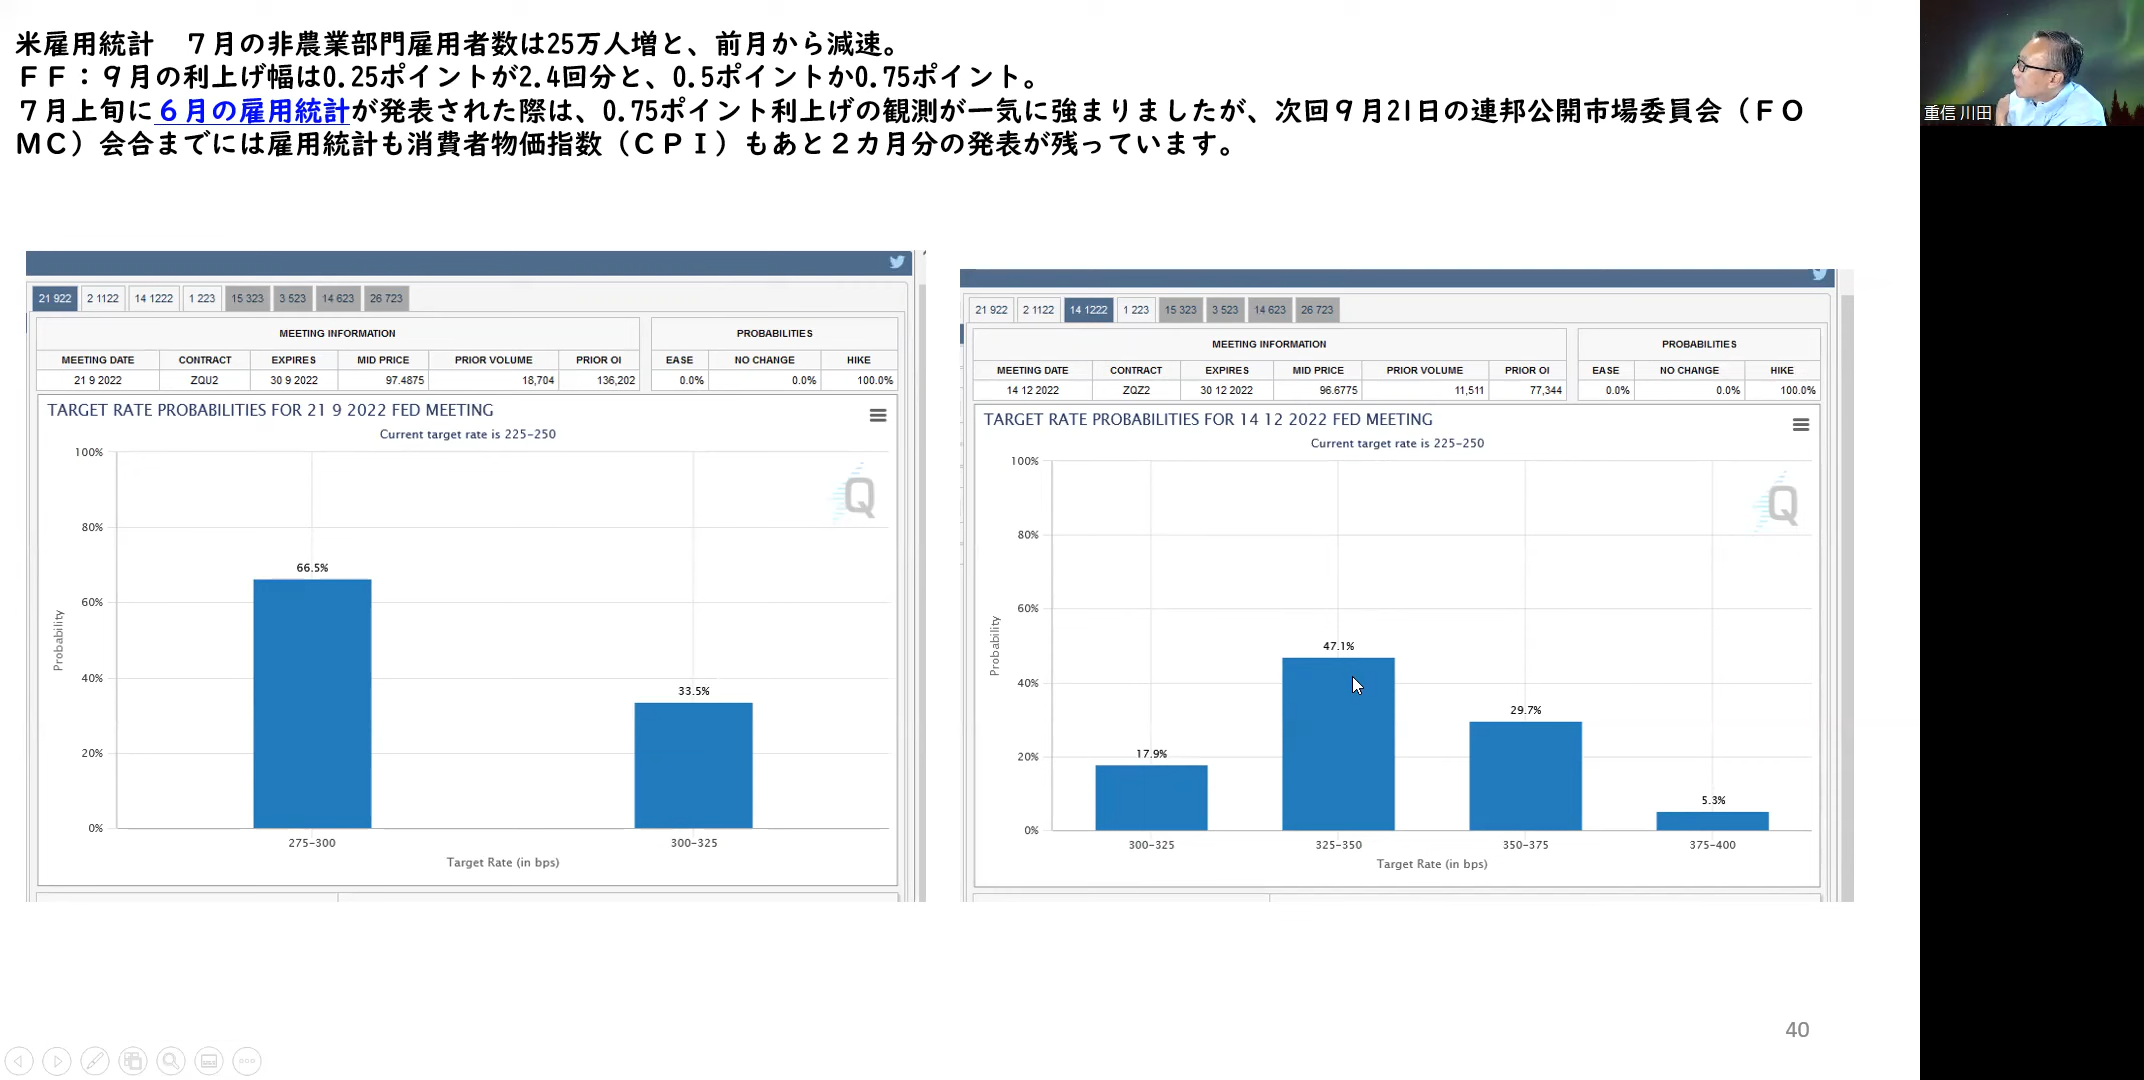 米雇用統計　７月の非農業部門雇用者数は25万人増と、前月から減速。
ＦＦ：９月の利上げ幅は0.25ポイントが2.4回分と、0.5ポイントか0.75ポイント。
７月上旬に６月の雇用統計が発表された際は、0.75ポイント利上げの観測が一気に強まりましたが、次回９月21日の連邦公開市場委員会（ＦＯ
ＭＣ）会合までには雇用統計も消費者物価指数（ＣＰＩ）もあと２カ月分の発表が残っています。
重信 川田
21 922 2 1122 14 1222 1 223 15 323 3 523 14 623 26 723
MEETING INFORMATION PROBABILITIES
MEETING DATE CONTRACT EXPIRES MID PRICE PRIOR VOLUME PRIOR OI EASE NO CHANGE HIKE
21 9 2022 ZQU2 30 9 2022 97.4875 18,704 136,202 0.0% 0.0% 100.0%
TARGET RATE PROBABILITIES FOR 21 9 2022 FED MEETING
Current target rate is 225-250
Q
100%
80%
66.5%
60%
Probability
40%
33.5%
20%
0%
275-300 300-325
Target Rate (in bps)
21 922 2 1122 14 1222 1 223 15 323 3 523 14 623 26 723
MEETING INFORMATION PROBABILITIES
MEETING DATE CONTRACT EXPIRES MID PRICE PRIOR VOLUME PRIOR OI EASE NO CHANGE HIKE
14 12 2022 ZQZ2 30 12 2022 96.6775 11,511 77,344 0.0% 0.0% 100.0%
TARGET RATE PROBABILITIES FOR 14 12 2022 FED MEETING
Current target rate is 225-250
Q
100%
80%
60%
Probability
47.1%
40%
29.7%
17.9%
20%
5.3%
0%
300-325 325-350 350-375 375-400
Target Rate (in bps)
40